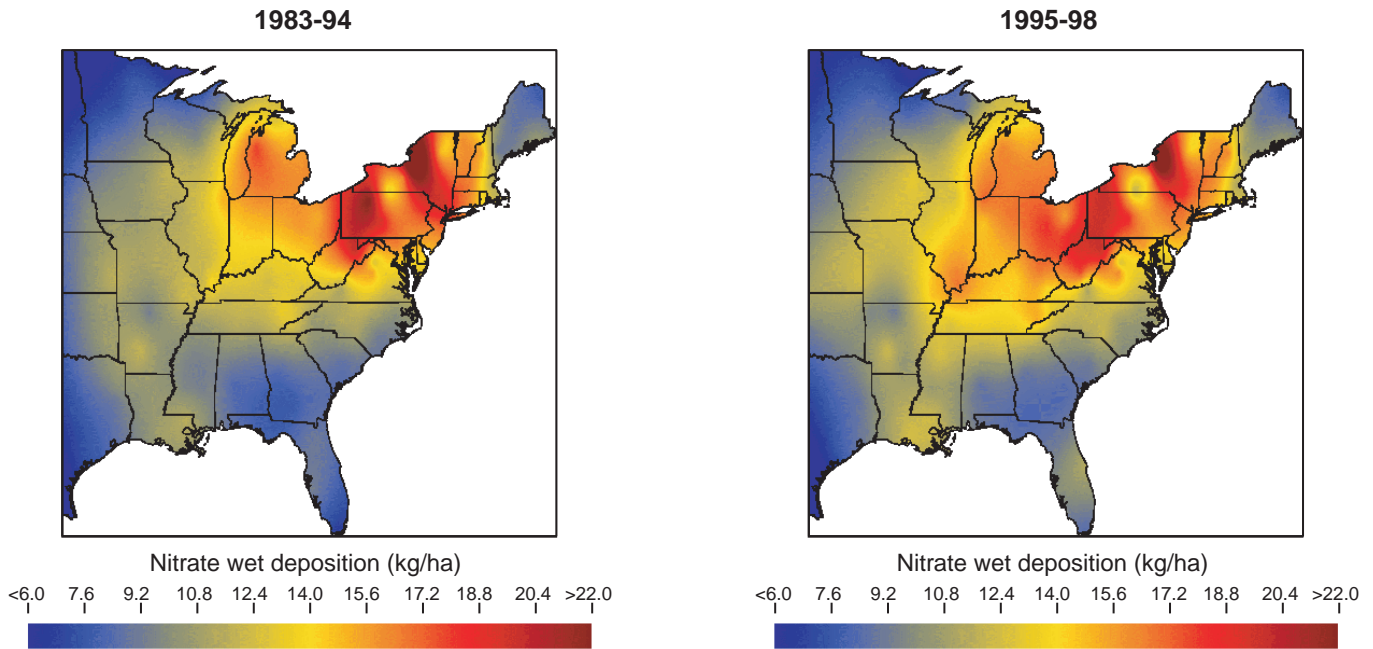 1983-94
Nitrate wet deposition (kg/ha)
<6.0 7.6 9.2 10.8 12.4 14.0 15.6 17.2 18.8 20.4 >22.0
1995-98
Nitrate wet deposition (kg/ha)
<6.0 7.6 9.2 10.8 12.4 14.0 15.6 17.2 18.8 20.4 >22.0